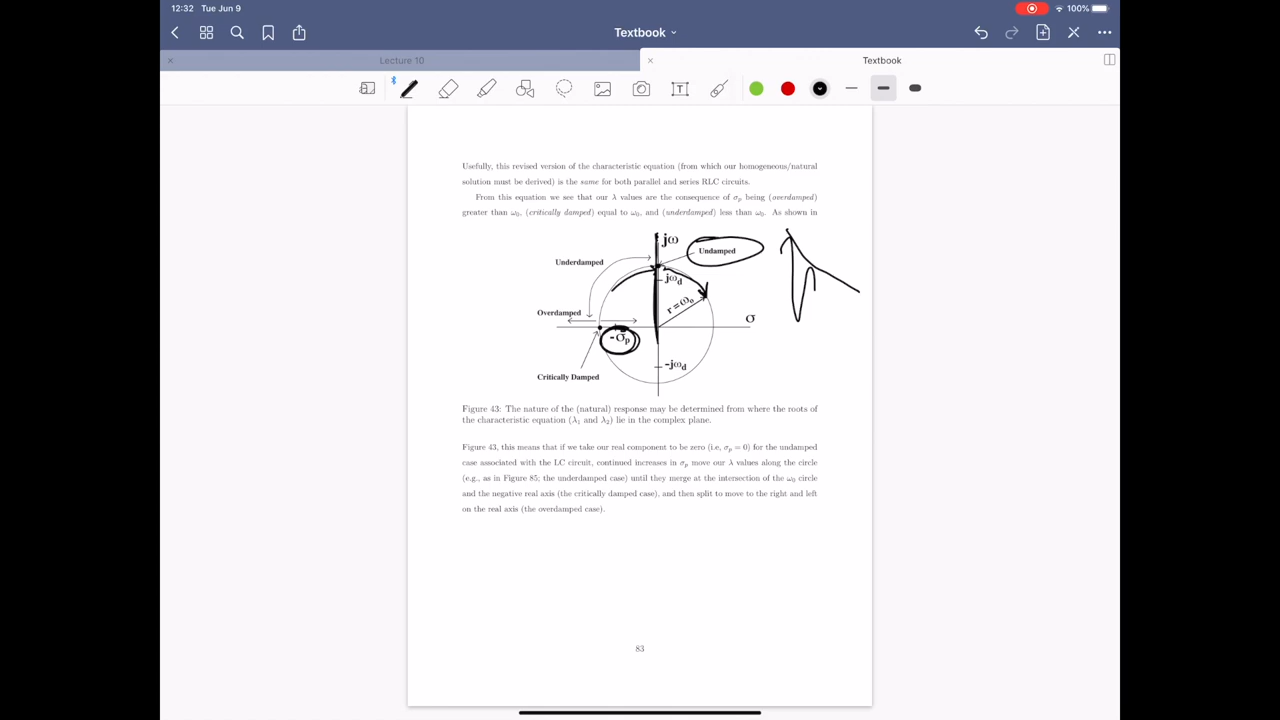 12:32 Tue Jun 9
100%
Textbook
Lecture 10
Textbook
T
Usefully, this revised version of the characteristic equation (from which our homogeneous/natural
solution must be derived) is the same for both parallel and series RLC circuits.
From this equation we see that our λ values are the consequence of σp being (overdamped)
greater than ω0, (critically damped) equal to ω0, and (underdamped) less than ω0. As shown in
jω
Undamped
Underdamped
jωd
r = ωo
Overdamped
σ
-σp
-jωd
Critically Damped
Figure 43: The nature of the (natural) response may be determined from where the roots of
the characteristic equation (λ1 and λ2) lie in the complex plane.
Figure 43, this means that if we take our real component to be zero (i.e, σp = 0) for the undamped
case associated with the LC circuit, continued increases in σp move our λ values along the circle
(e.g., as in Figure 85; the underdamped case) until they merge at the intersection of the ω0 circle
and the negative real axis (the critically damped case), and then split to move to the right and left
on the real axis (the overdamped case).
83